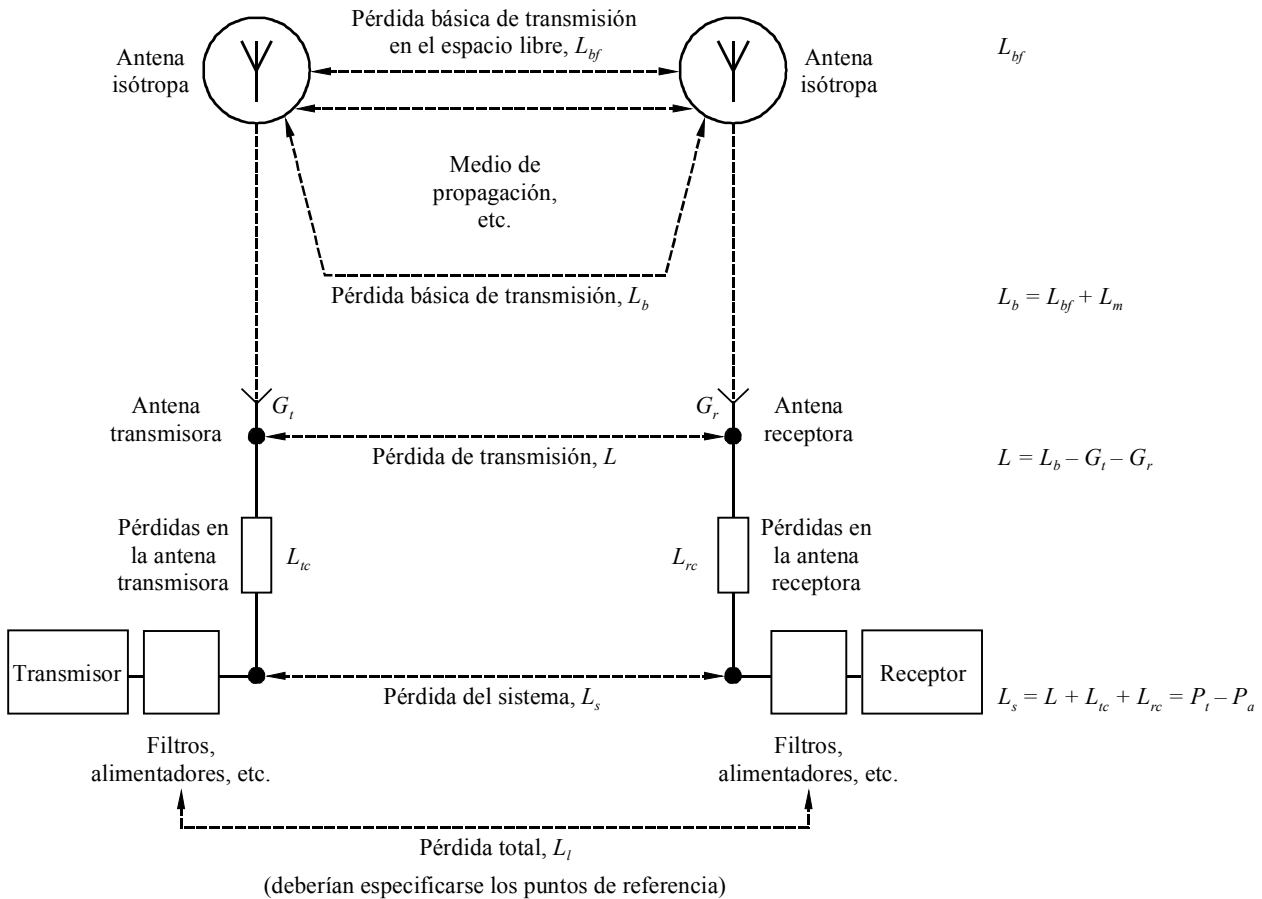 Pérdida básica de transmisión
en el espacio libre, L_bf
Antena
isótropa
Antena
isótropa
L_bf
Medio de
propagación,
etc.
Pérdida básica de transmisión, L_b
L_b = L_bf + L_m
Antena
transmisora
G_t
G_r
Antena
receptora
Pérdida de transmisión, L
L = L_b – G_t – G_r
Pérdidas en
la antena
transmisora
L_tc
L_rc
Pérdidas en
la antena
receptora
Transmisor
Receptor
Pérdida del sistema, L_s
L_s = L + L_tc + L_rc = P_t – P_a
Filtros,
alimentadores, etc.
Filtros,
alimentadores, etc.
Pérdida total, L_l
(deberían especificarse los puntos de referencia)